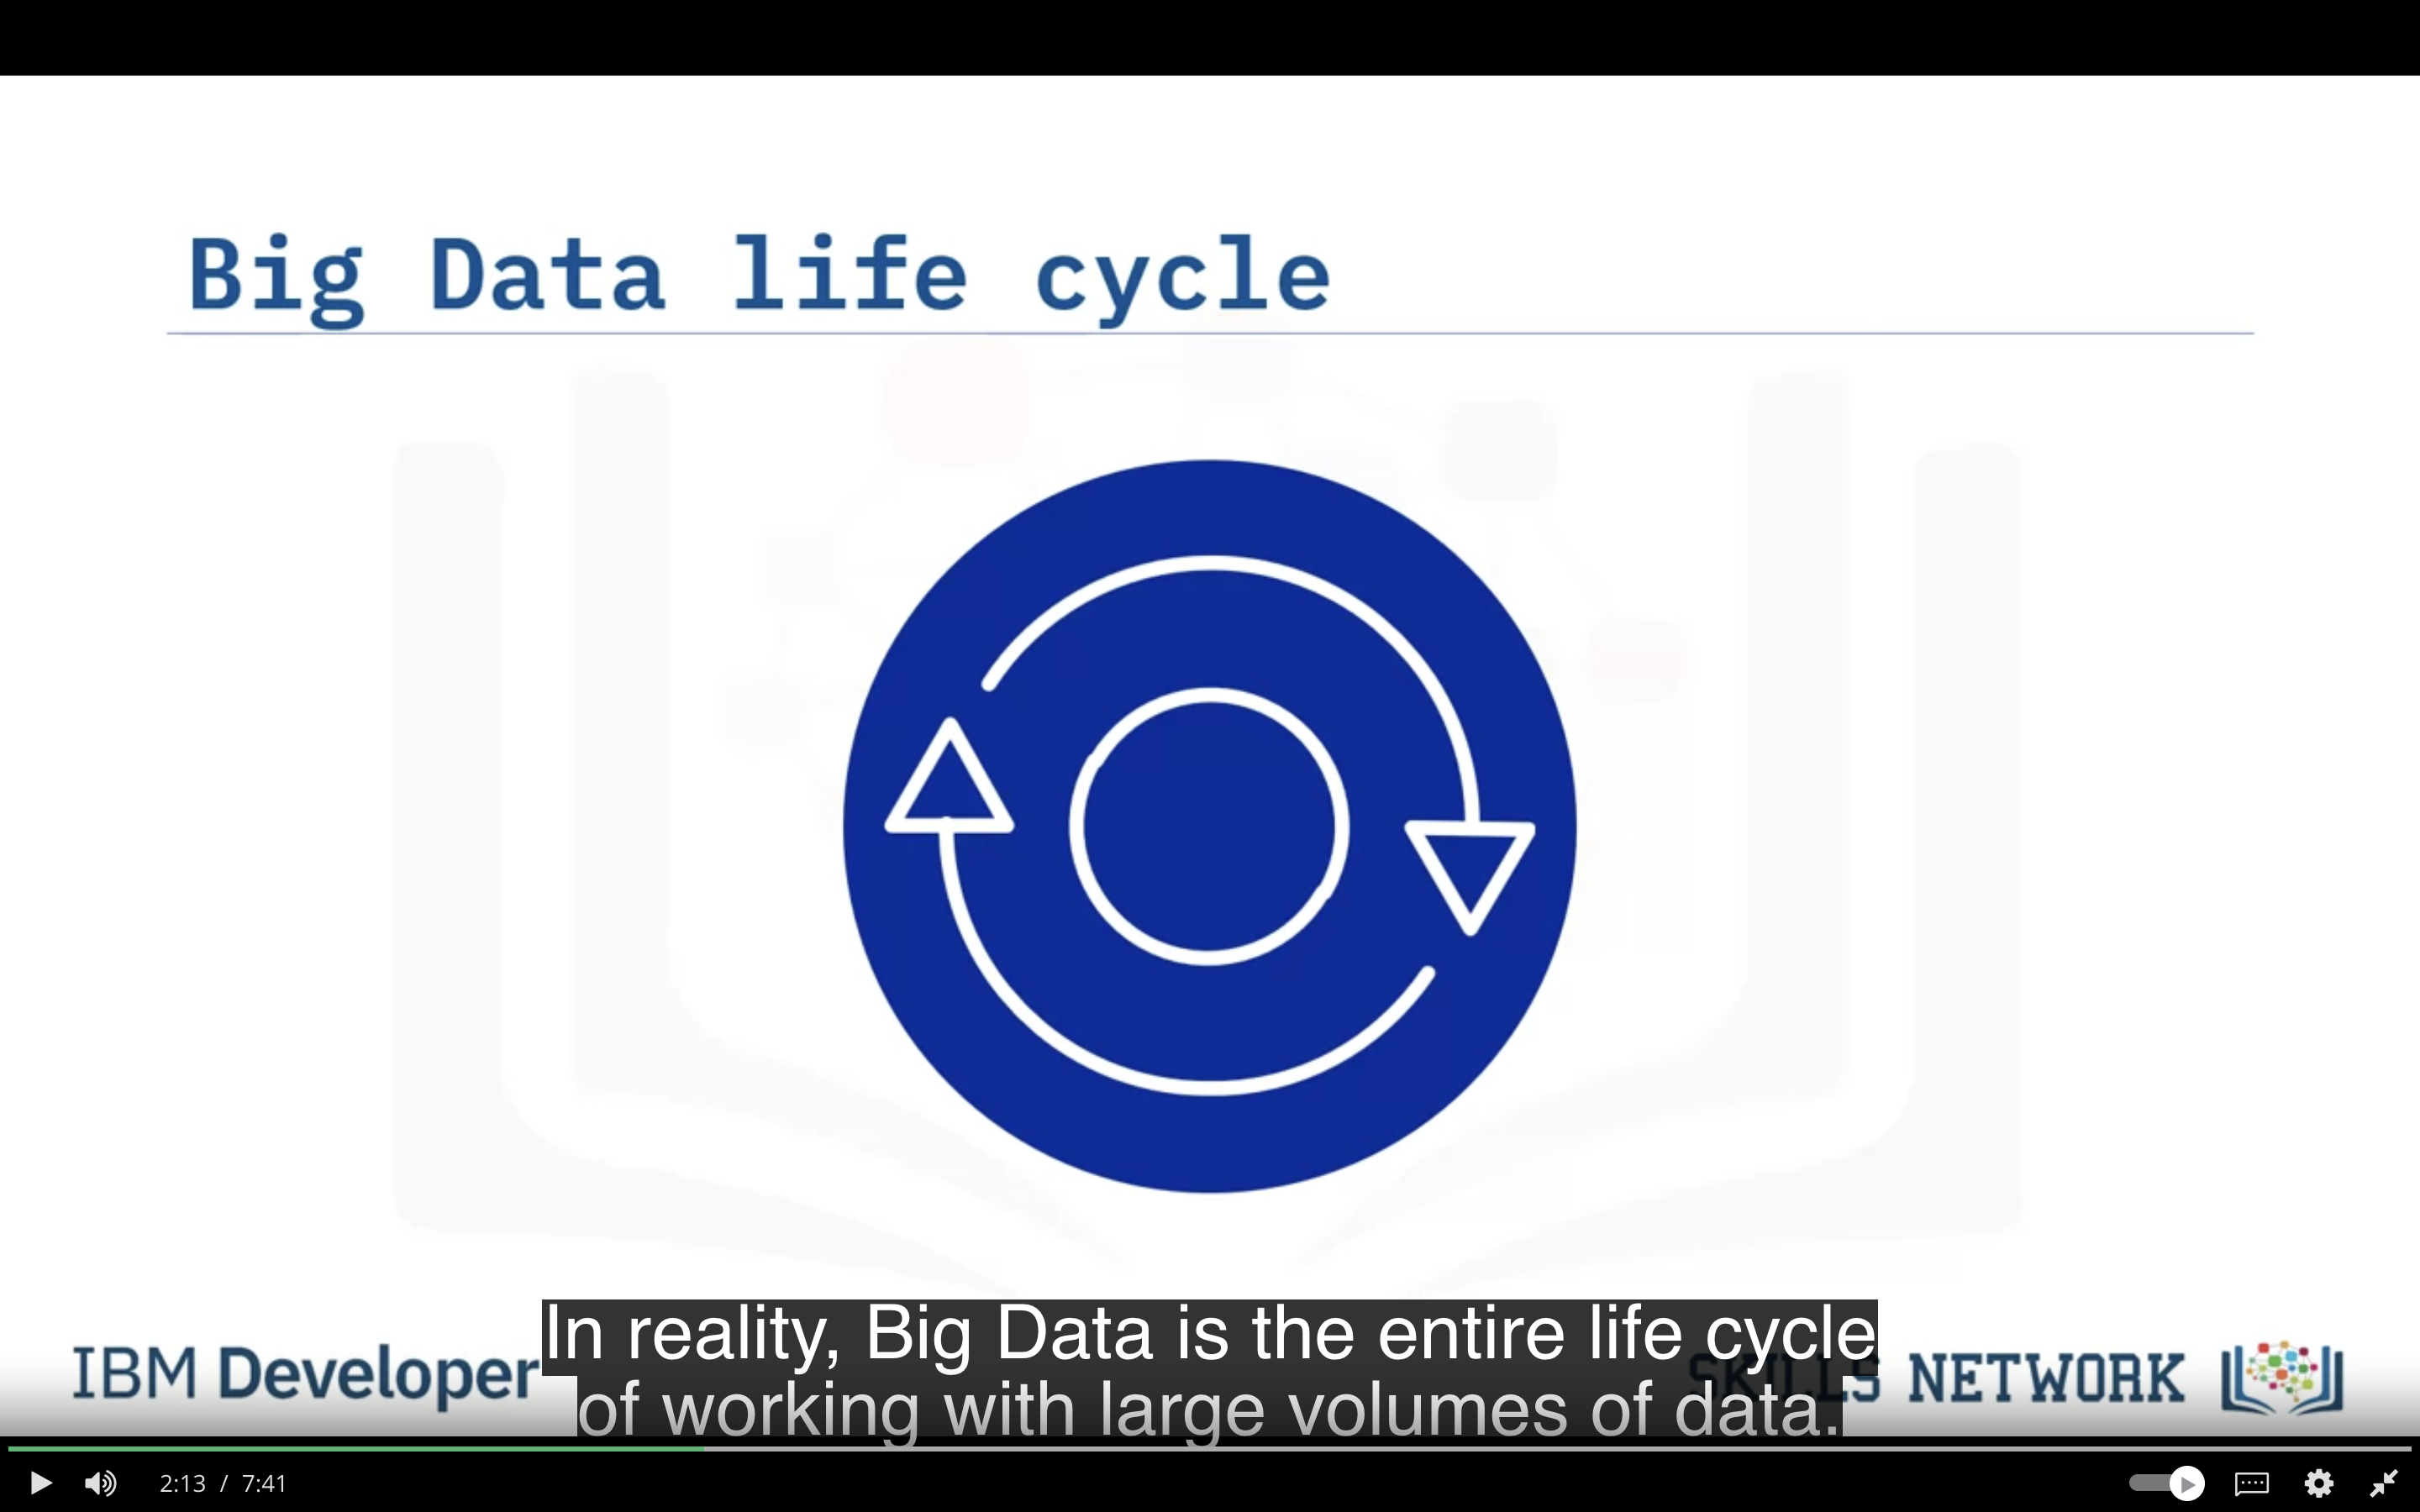 Big Data life cycle
In reality, Big Data is the entire life cycle
of working with large volumes of data.
IBM Developer
SKILLS NETWORK
2:13 / 7:41